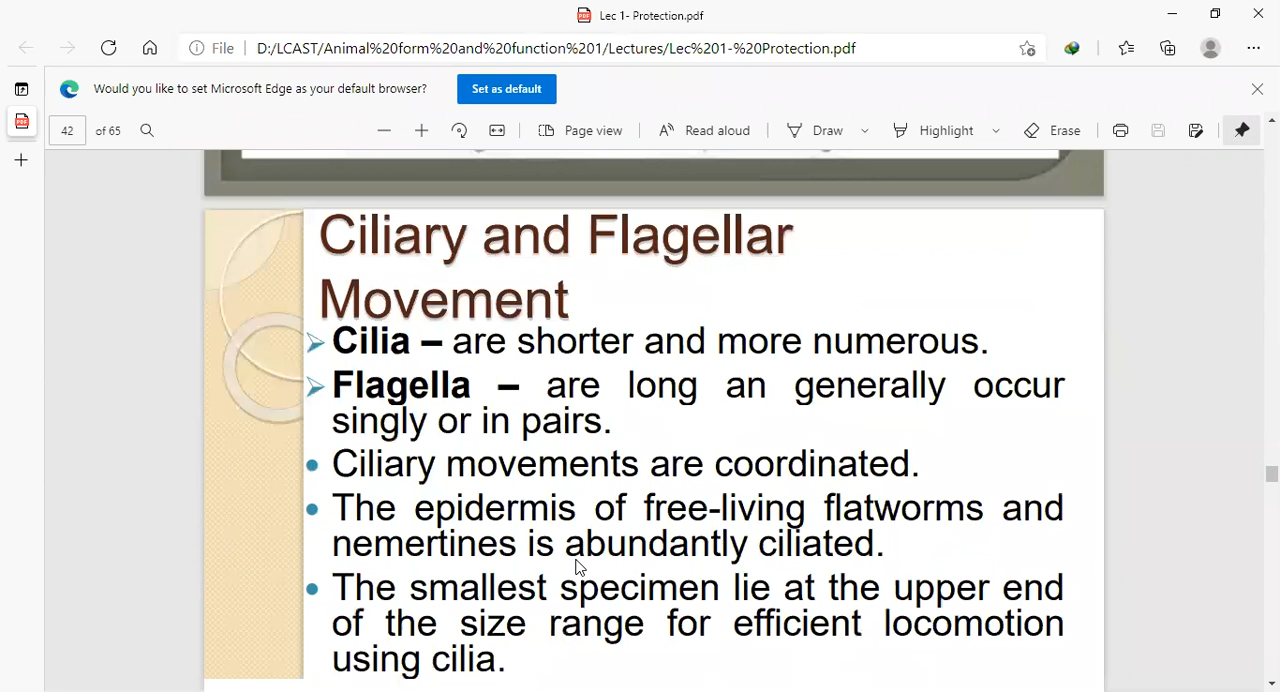 Lec 1- Protection.pdf
File D:/LCAST/Animal%20form%20and%20function%201/Lectures/Lec%201-%20Protection.pdf
Would you like to set Microsoft Edge as your default browser? Set as default
42 of 65 Page view Read aloud Draw Highlight Erase
Ciliary and Flagellar
Movement
Cilia – are shorter and more numerous.
Flagella – are long an generally occur
singly or in pairs.
Ciliary movements are coordinated.
The epidermis of free-living flatworms and
nemertines is abundantly ciliated.
The smallest specimen lie at the upper end
of the size range for efficient locomotion
using cilia.